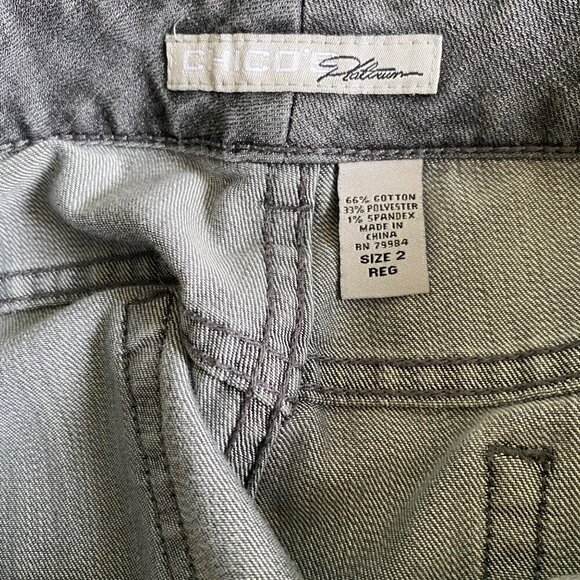 CHICO'S Platinum
66% COTTON
33% POLYESTER
1% SPANDEX
MADE IN
CHINA
RN 79984
SIZE 2
REG